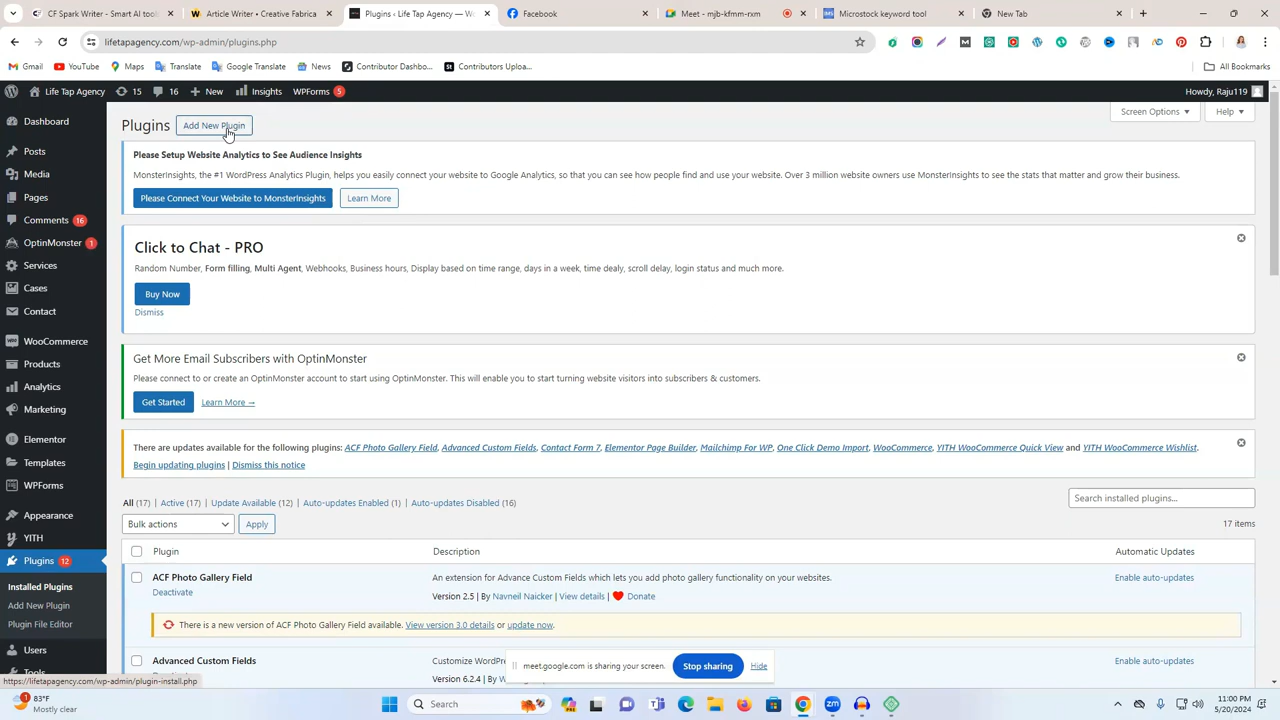 CF Spark Writer - Smart AI tools
Article Writer • Creative Fabrica
Plugins ‹ Life Tap Agency — W
Facebook
Meet - mjb-kfmm-rxm
Microstock keyword tool
New Tab
lifetapagency.com/wp-admin/plugins.php
Gmail
YouTube
Maps
Translate
Google Translate
News
Contributor Dashbo...
Contributors Uploa...
All Bookmarks
Life Tap Agency
15
16
New
Insights
WPForms 5
Howdy, Raju119
Dashboard
Posts
Media
Pages
Comments 16
OptinMonster 1
Services
Cases
Contact
WooCommerce
Products
Analytics
Marketing
Elementor
Templates
WPForms
Appearance
YITH
Plugins 12
Installed Plugins
Add New Plugin
Plugin File Editor
Users
Tools
Plugins
Add New Plugin
Screen Options
Help
Please Setup Website Analytics to See Audience Insights
MonsterInsights, the #1 WordPress Analytics Plugin, helps you easily connect your website to Google Analytics, so that you can see how people find and use your website. Over 3 million website owners use MonsterInsights to see the stats that matter and grow their business.
Please Connect Your Website to MonsterInsights
Learn More
Click to Chat - PRO
Random Number, Form filling, Multi Agent, Webhooks, Business hours, Display based on time range, days in a week, time dealy, scroll delay, login status and much more.
Buy Now
Dismiss
Get More Email Subscribers with OptinMonster
Please connect to or create an OptinMonster account to start using OptinMonster. This will enable you to start turning website visitors into subscribers & customers.
Get Started
Learn More →
There are updates available for the following plugins: ACF Photo Gallery Field, Advanced Custom Fields, Contact Form 7, Elementor Page Builder, Mailchimp For WP, One Click Demo Import, WooCommerce, YITH WooCommerce Quick View and YITH WooCommerce Wishlist.
Begin updating plugins | Dismiss this notice
All (17) | Active (17) | Update Available (12) | Auto-updates Enabled (1) | Auto-updates Disabled (16)
Search installed plugins...
Bulk actions
Apply
17 items
Plugin
Description
Automatic Updates
ACF Photo Gallery Field
An extension for Advance Custom Fields which lets you add photo gallery functionality on your websites.
Enable auto-updates
Deactivate
Version 2.5 | By Navneil Naicker | View details | Donate
There is a new version of ACF Photo Gallery Field available. View version 3.0 details or update now.
Advanced Custom Fields
Customize WordPre
Enable auto-updates
Version 6.2.4 | By
meet.google.com is sharing your screen.
Stop sharing
Hide
https://lifetapagency.com/wp-admin/plugin-install.php
1
83°F
Mostly clear
Search
11:00 PM
5/20/2024